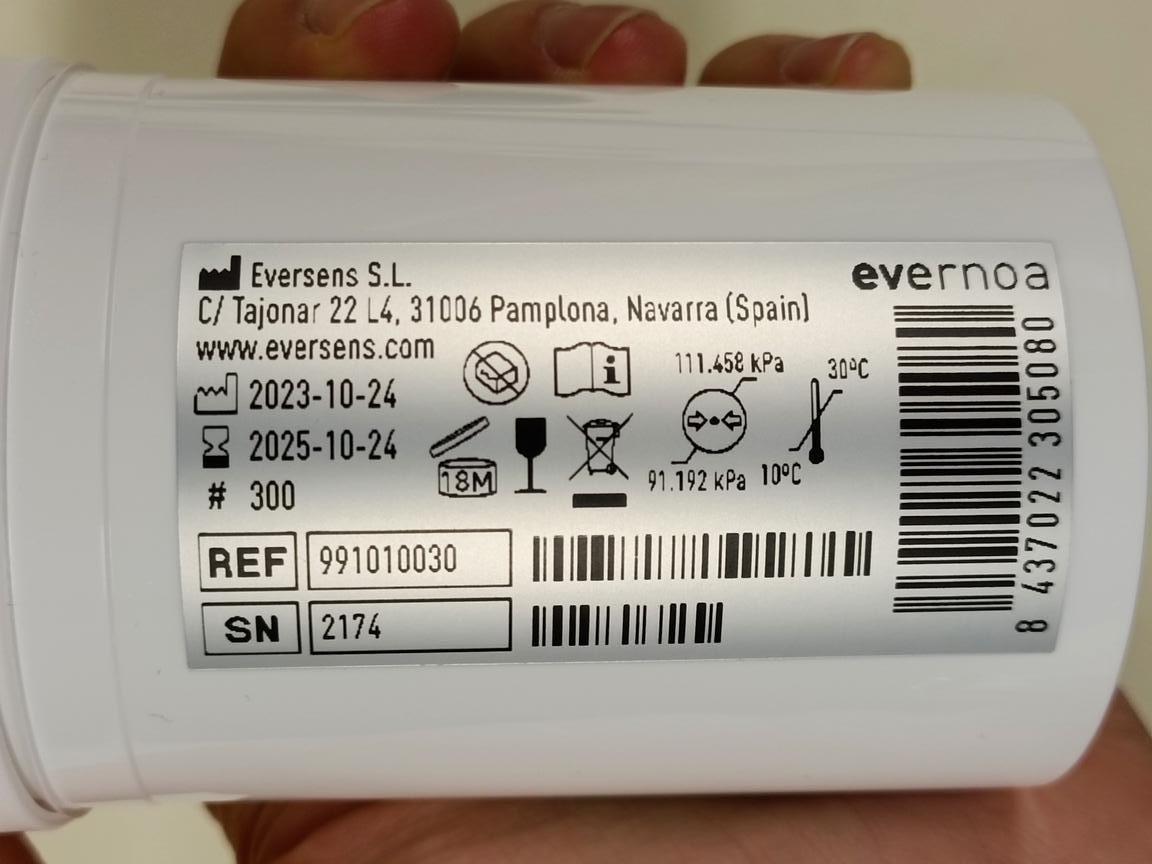 Eversens S.L.
C/ Tajonar 22 L4, 31006 Pamplona, Navarra (Spain)
www.eversens.com
2023-10-24
2025-10-24
# 300
18M
111.458 kPa
91.192 kPa
30ºC
10ºC
REF 991010030
SN 2174
evernoa
8 437022 305080